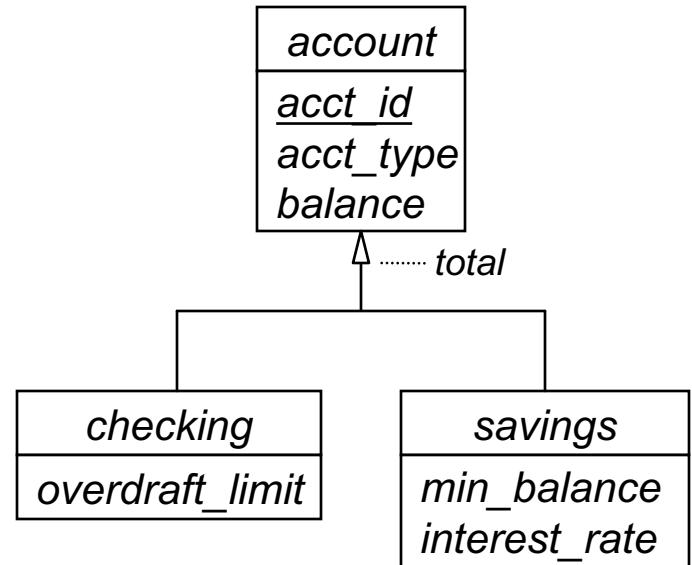 account
acct_id
acct_type
balance
total
checking
overdraft_limit
savings
min_balance
interest_rate